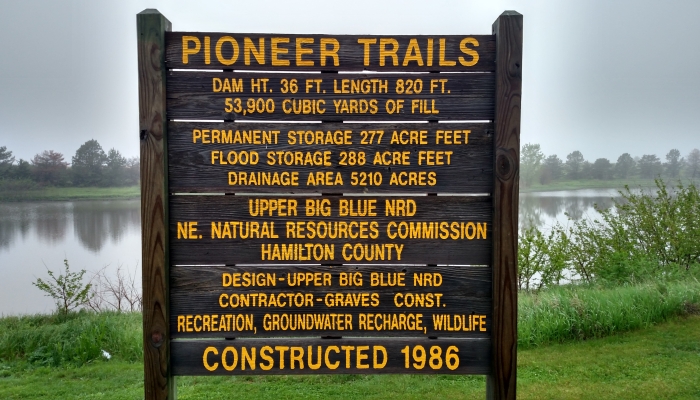 PIONEER TRAILS
DAM HT. 36 FT. LENGTH 820 FT.
53,900 CUBIC YARDS OF FILL
PERMANENT STORAGE 277 ACRE FEET
FLOOD STORAGE 288 ACRE FEET
DRAINAGE AREA 5210 ACRES
UPPER BIG BLUE NRD
NE. NATURAL RESOURCES COMMISSION
HAMILTON COUNTY
DESIGN-UPPER BIG BLUE NRD
CONTRACTOR-GRAVES CONST.
RECREATION, GROUNDWATER RECHARGE, WILDLIFE
CONSTRUCTED 1986